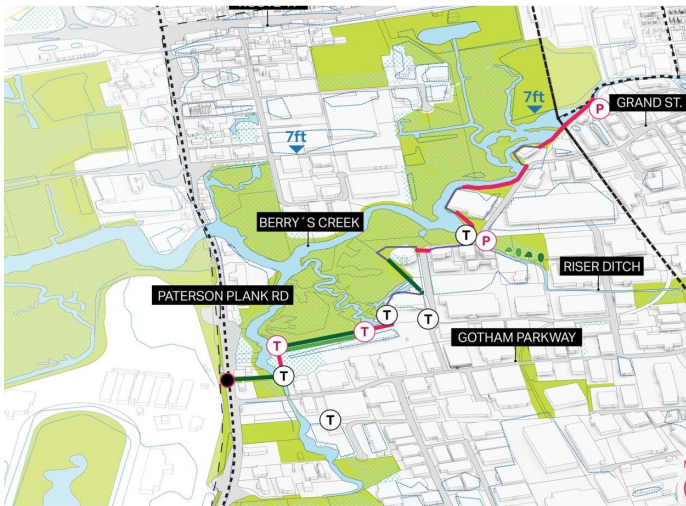 7ft
P
GRAND ST.
7ft
BERRY´S CREEK
T
P
RISER DITCH
PATERSON PLANK RD
T
T
T
T
GOTHAM PARKWAY
T
T